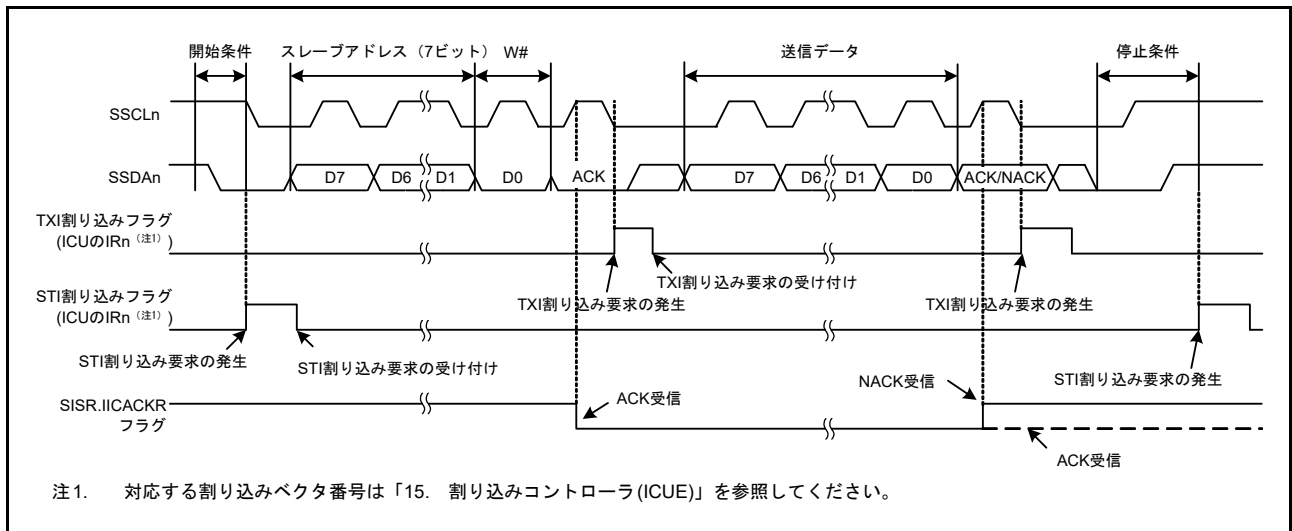 開始条件 スレーブアドレス（7ビット） W# 送信データ 停止条件
SSCLn
SSDAn D7 D6 D1 D0 ACK D7 D6 D1 D0 ACK/NACK
TXI割り込みフラグ
(ICUのIRn（注1）)
TXI割り込み要求の受け付け
TXI割り込み要求の発生 TXI割り込み要求の発生
STI割り込みフラグ
(ICUのIRn（注1）)
STI割り込み要求の発生 STI割り込み要求の受け付け STI割り込み要求の発生
SISR.IICACKR
フラグ
ACK受信 NACK受信
ACK受信
注1. 対応する割り込みベクタ番号は「15. 割り込みコントローラ(ICUE)」を参照してください。